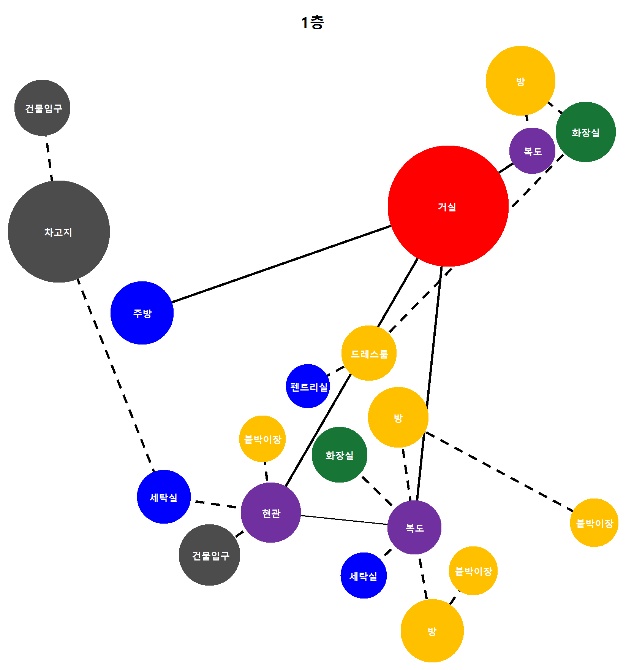 1층
방
건물입구
화장실
복도
거실
차고지
주방
드레스룸
펜트리실
방
붙박이장
화장실
세탁실
현관
붙박이장
복도
건물입구
붙박이장
세탁실
방